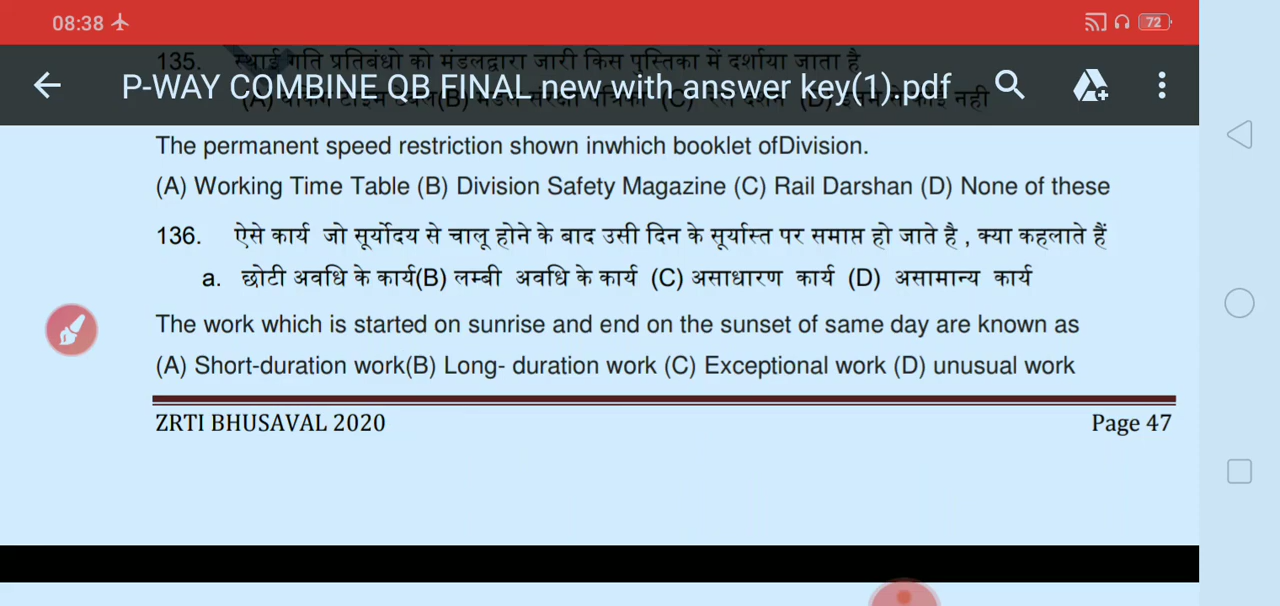 08:38
72
135. स्थाई गति प्रतिबंधो को मंडलद्वारा जारी किस पुस्तिका में दर्शाया जाता है
P-WAY COMBINE QB FINAL new with answer key(1).pdf
The permanent speed restriction shown inwhich booklet ofDivision.
(A) Working Time Table (B) Division Safety Magazine (C) Rail Darshan (D) None of these
136. ऐसे कार्य जो सूर्योदय से चालू होने के बाद उसी दिन के सूर्यास्त पर समाप्त हो जाते है , क्या कहलाते हैं
a. छोटी अवधि के कार्य(B) लम्बी अवधि के कार्य (C) असाधारण कार्य (D) असामान्य कार्य
The work which is started on sunrise and end on the sunset of same day are known as
(A) Short-duration work(B) Long- duration work (C) Exceptional work (D) unusual work
ZRTI BHUSAVAL 2020
Page 47